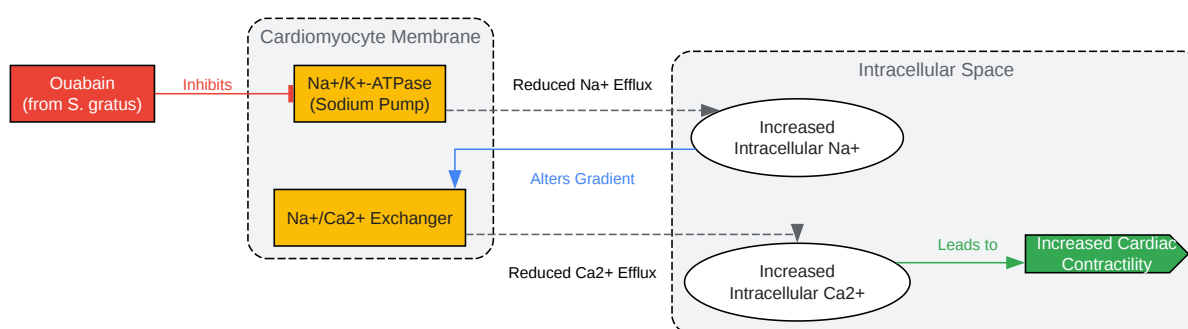 Cardiomyocyte Membrane
Intracellular Space
Ouabain
(from S. gratus)
Inhibits
Na+/K+-ATPase
(Sodium Pump)
Reduced Na+ Efflux
Increased
Intracellular Na+
Alters Gradient
Na+/Ca2+ Exchanger
Reduced Ca2+ Efflux
Increased
Intracellular Ca2+
Leads to
Increased Cardiac
Contractility